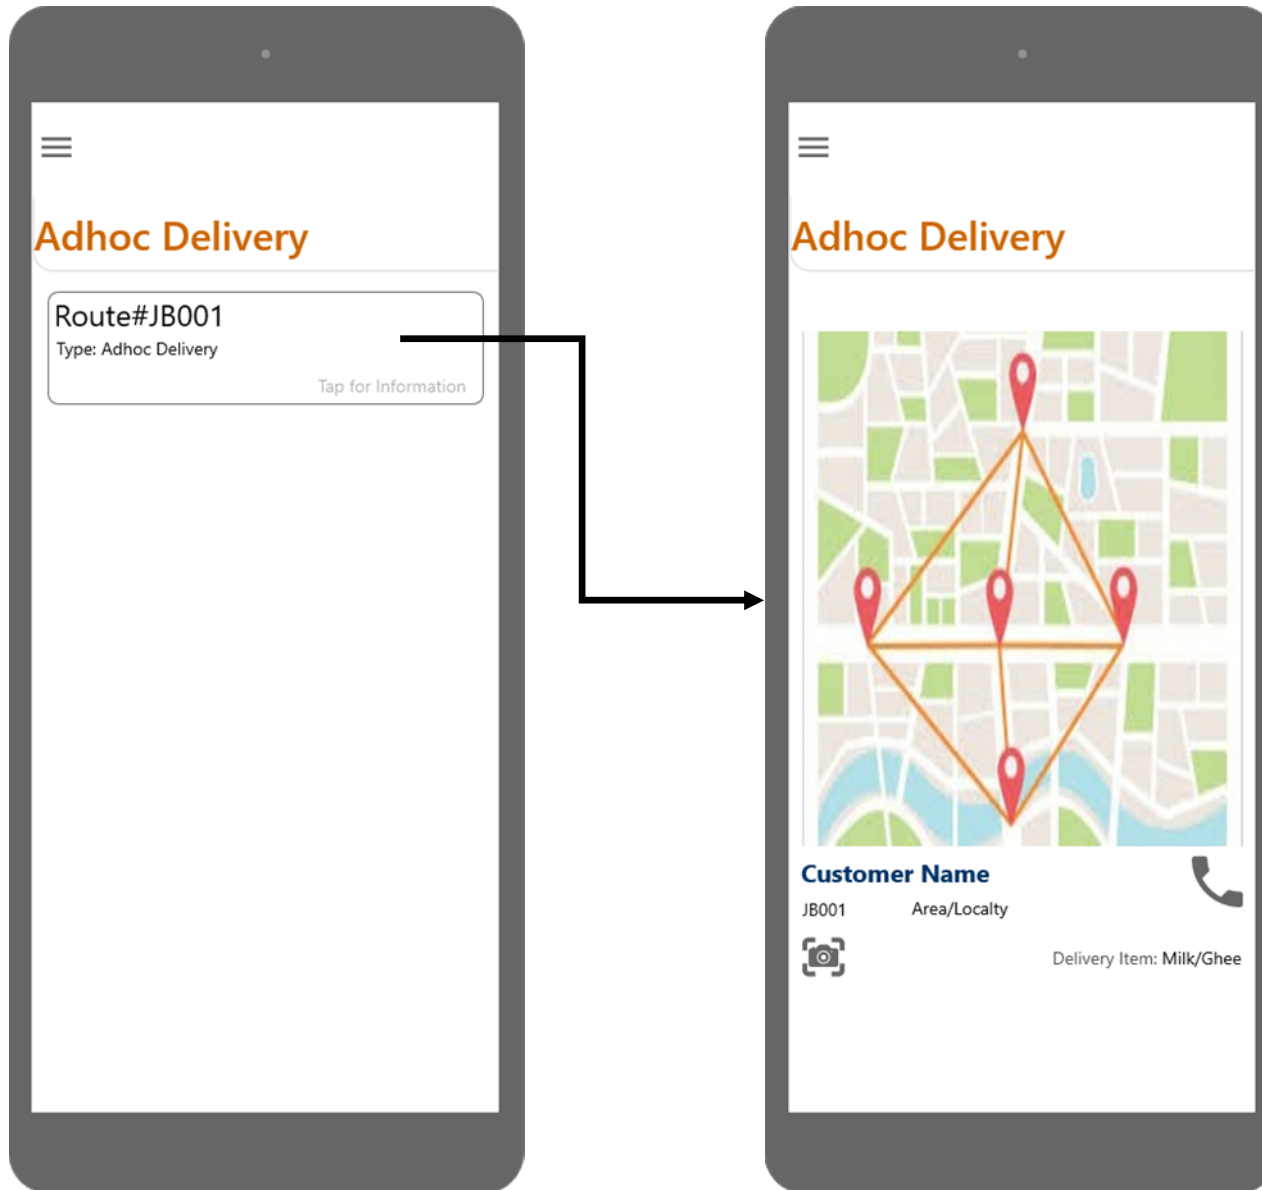 Adhoc Delivery
Route#JB001
Type: Adhoc Delivery
Tap for Information
Adhoc Delivery
Customer Name
JB001 Area/Localty
Delivery Item: Milk/Ghee